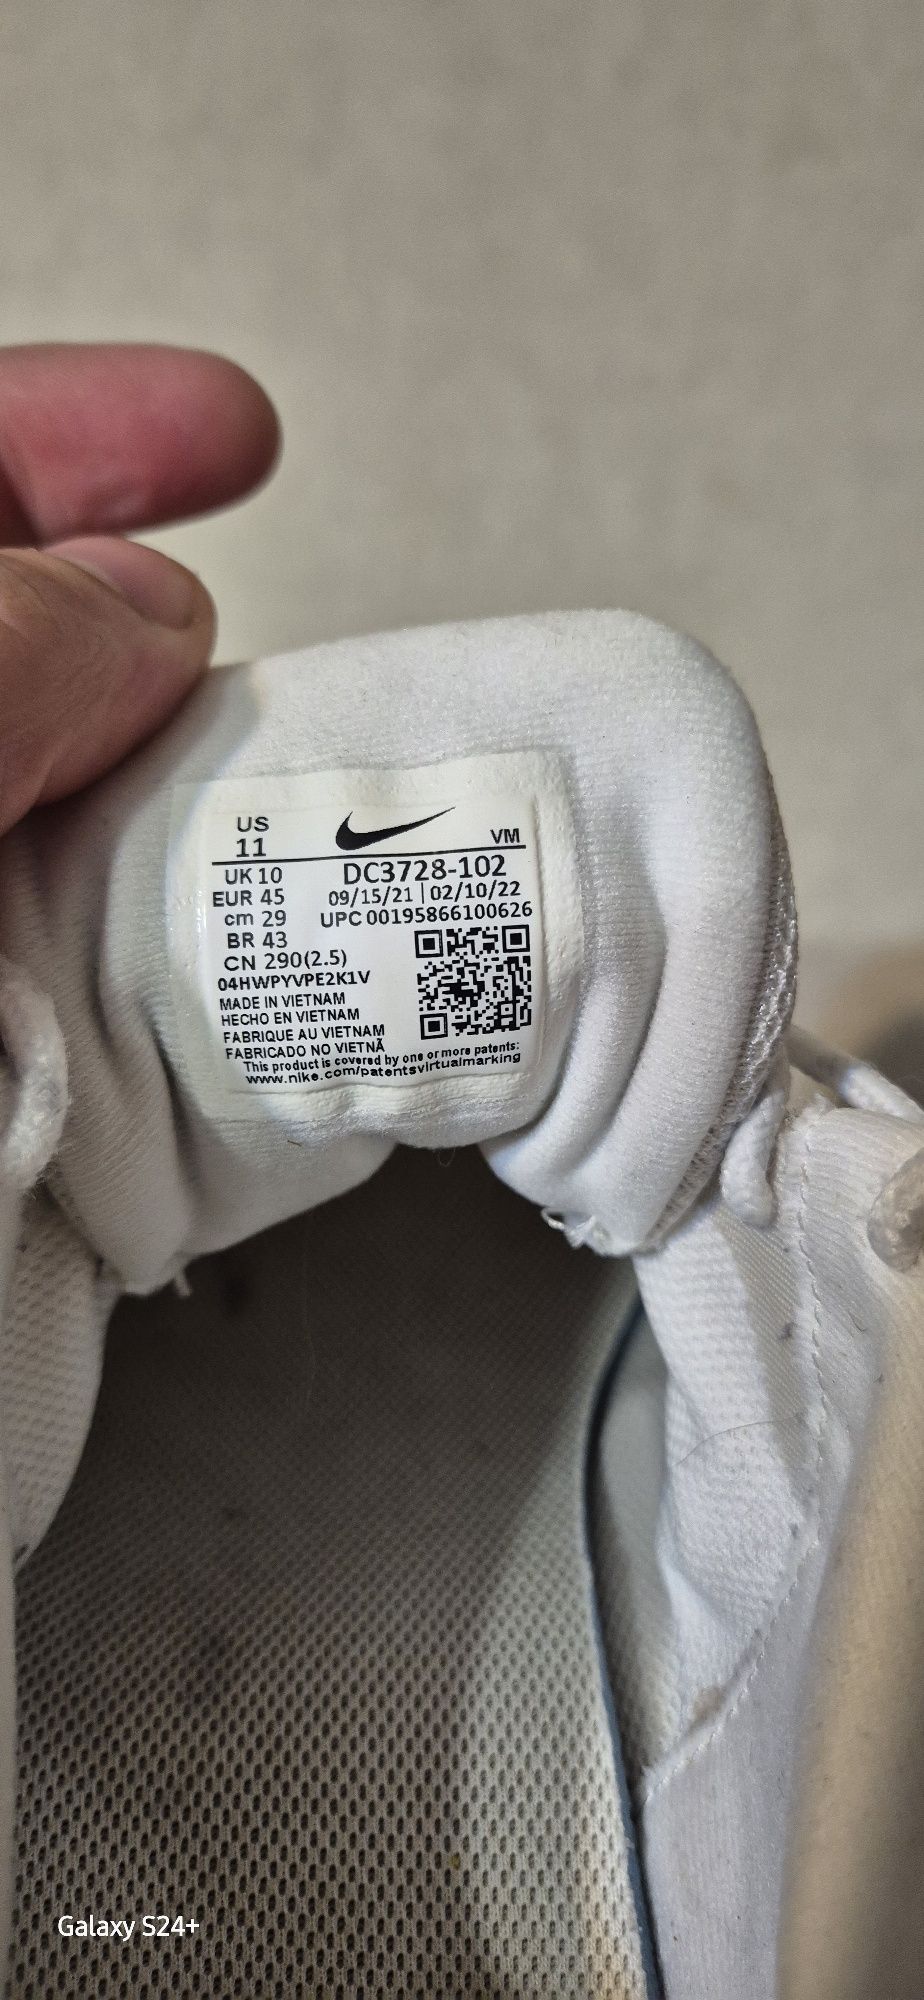 US
11
VM
UK 10
DC3728-102
EUR 45
09/15/21 | 02/10/22
cm 29
UPC 00195866100626
BR 43
CN 290(2.5)
04HWPYVPE2K1V
MADE IN VIETNAM
HECHO EN VIETNAM
FABRIQUE AU VIETNAM
FABRICADO NO VIETNÃ
This product is covered by one or more patents:
www.nike.com/patentsvirtualmarking
Galaxy S24+